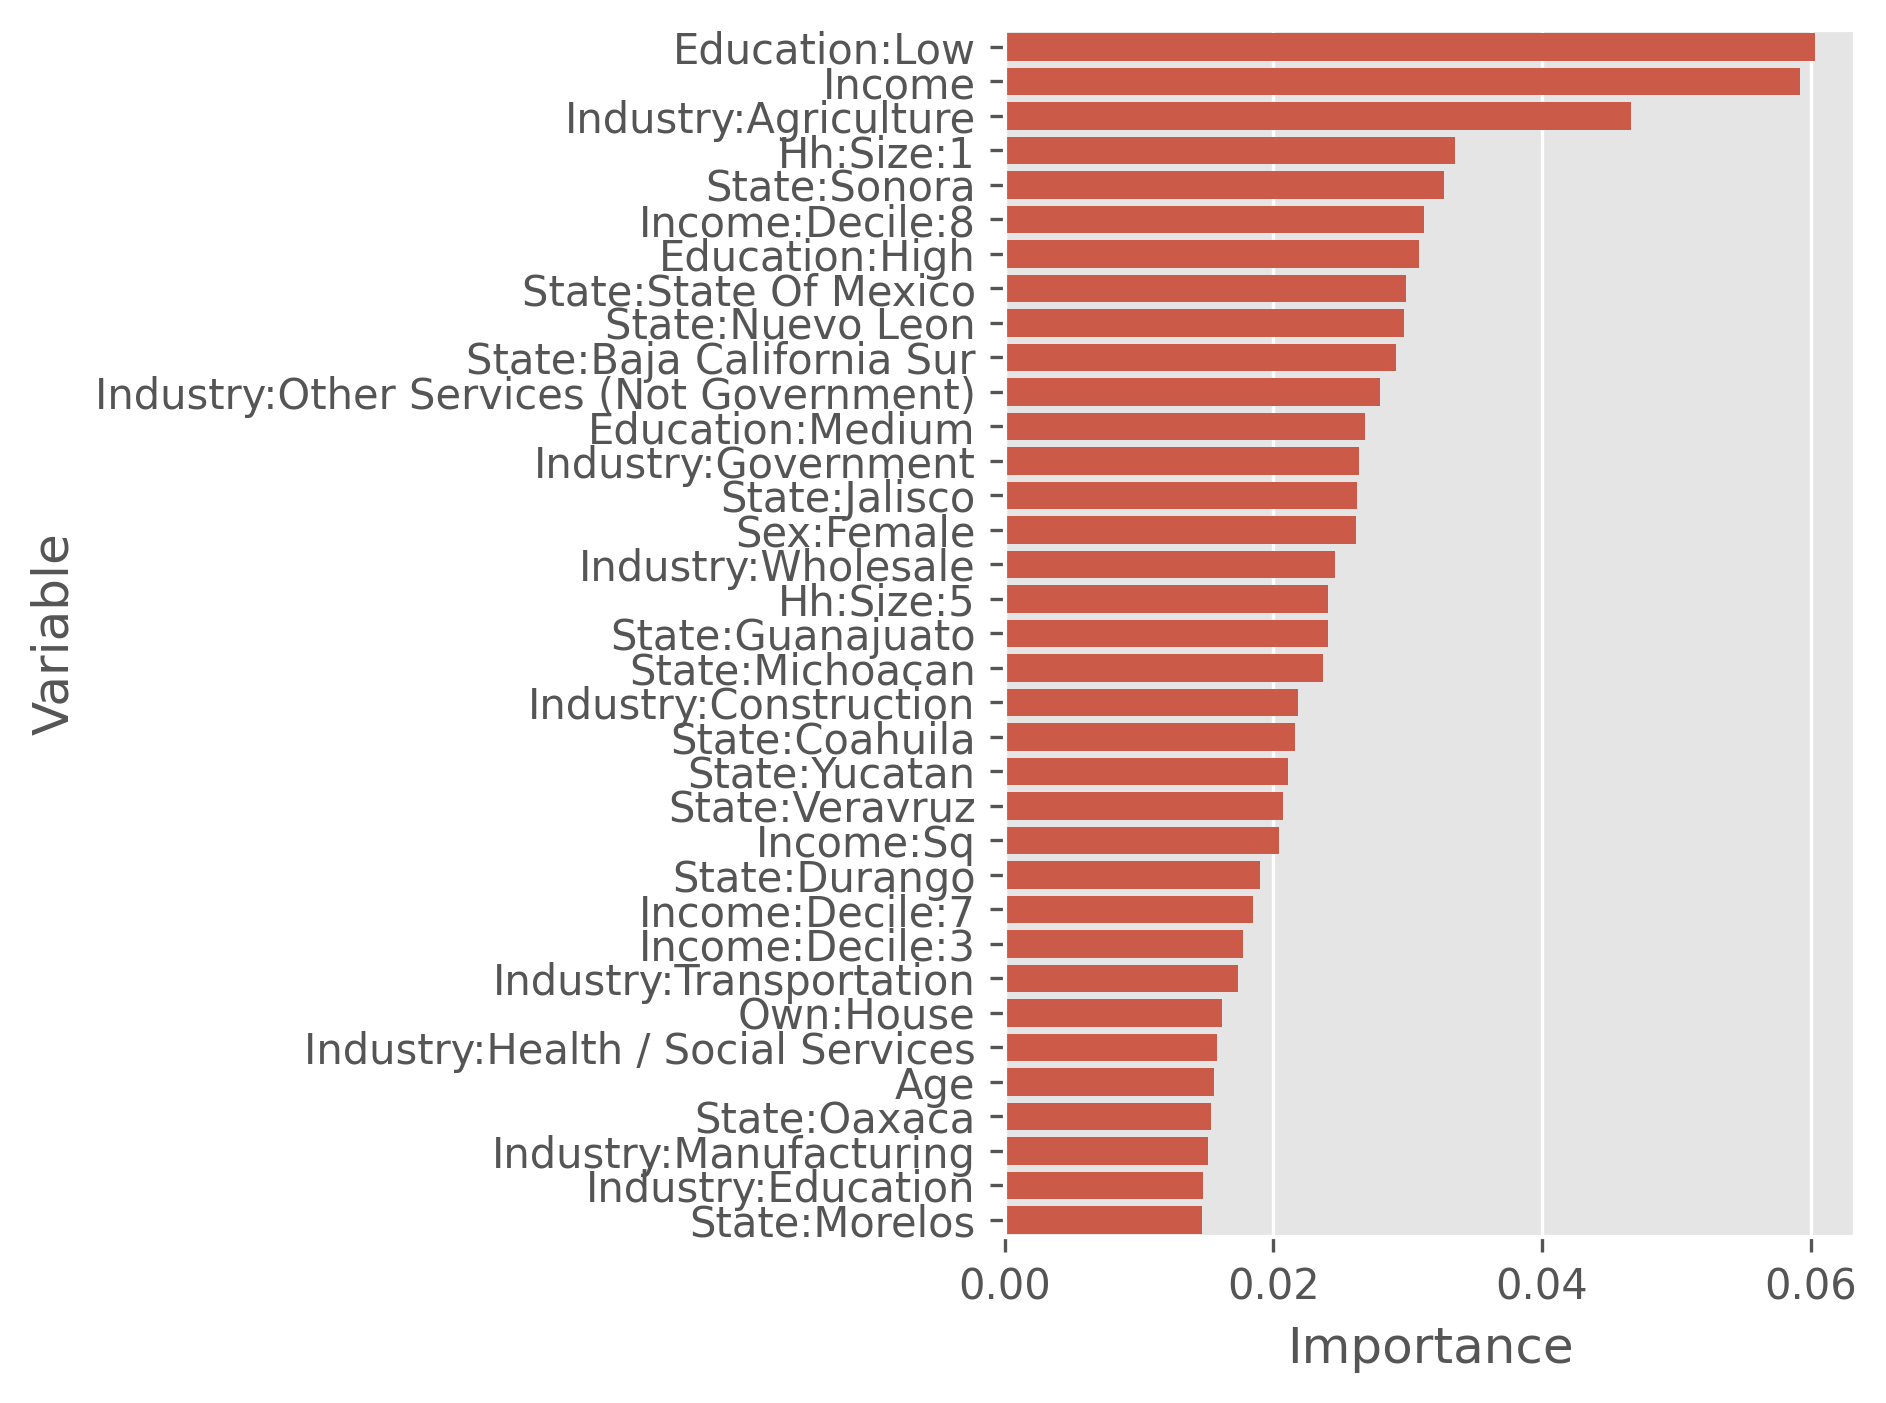 Education:Low
Income
Industry:Agriculture
Hh:Size:1
State:Sonora
Income:Decile:8
Education:High
State:State Of Mexico
State:Nuevo Leon
State:Baja California Sur
Industry:Other Services (Not Government)
Education:Medium
Industry:Government
State:Jalisco
Sex:Female
Industry:Wholesale
Hh:Size:5
State:Guanajuato
State:Michoacan
Industry:Construction
State:Coahuila
State:Yucatan
State:Veravruz
Income:Sq
State:Durango
Income:Decile:7
Income:Decile:3
Industry:Transportation
Own:House
Industry:Health / Social Services
Age
State:Oaxaca
Industry:Manufacturing
Industry:Education
State:Morelos
Variable
0.00 0.02 0.04 0.06
Importance